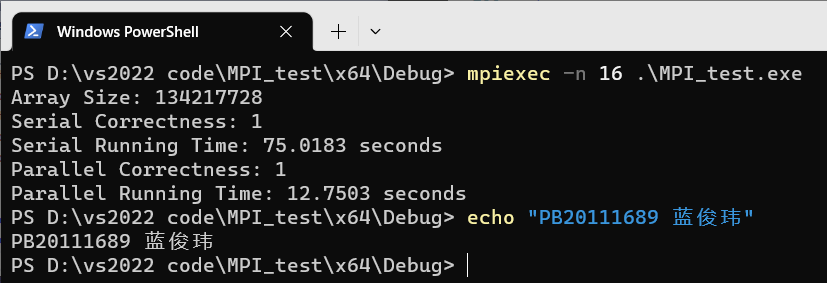 Windows PowerShell
PS D:\vs2022 code\MPI_test\x64\Debug> mpiexec -n 16 .\MPI_test.exe
Array Size: 134217728
Serial Correctness: 1
Serial Running Time: 75.0183 seconds
Parallel Correctness: 1
Parallel Running Time: 12.7503 seconds
PS D:\vs2022 code\MPI_test\x64\Debug> echo "PB20111689 蓝俊玮"
PB20111689 蓝俊玮
PS D:\vs2022 code\MPI_test\x64\Debug>